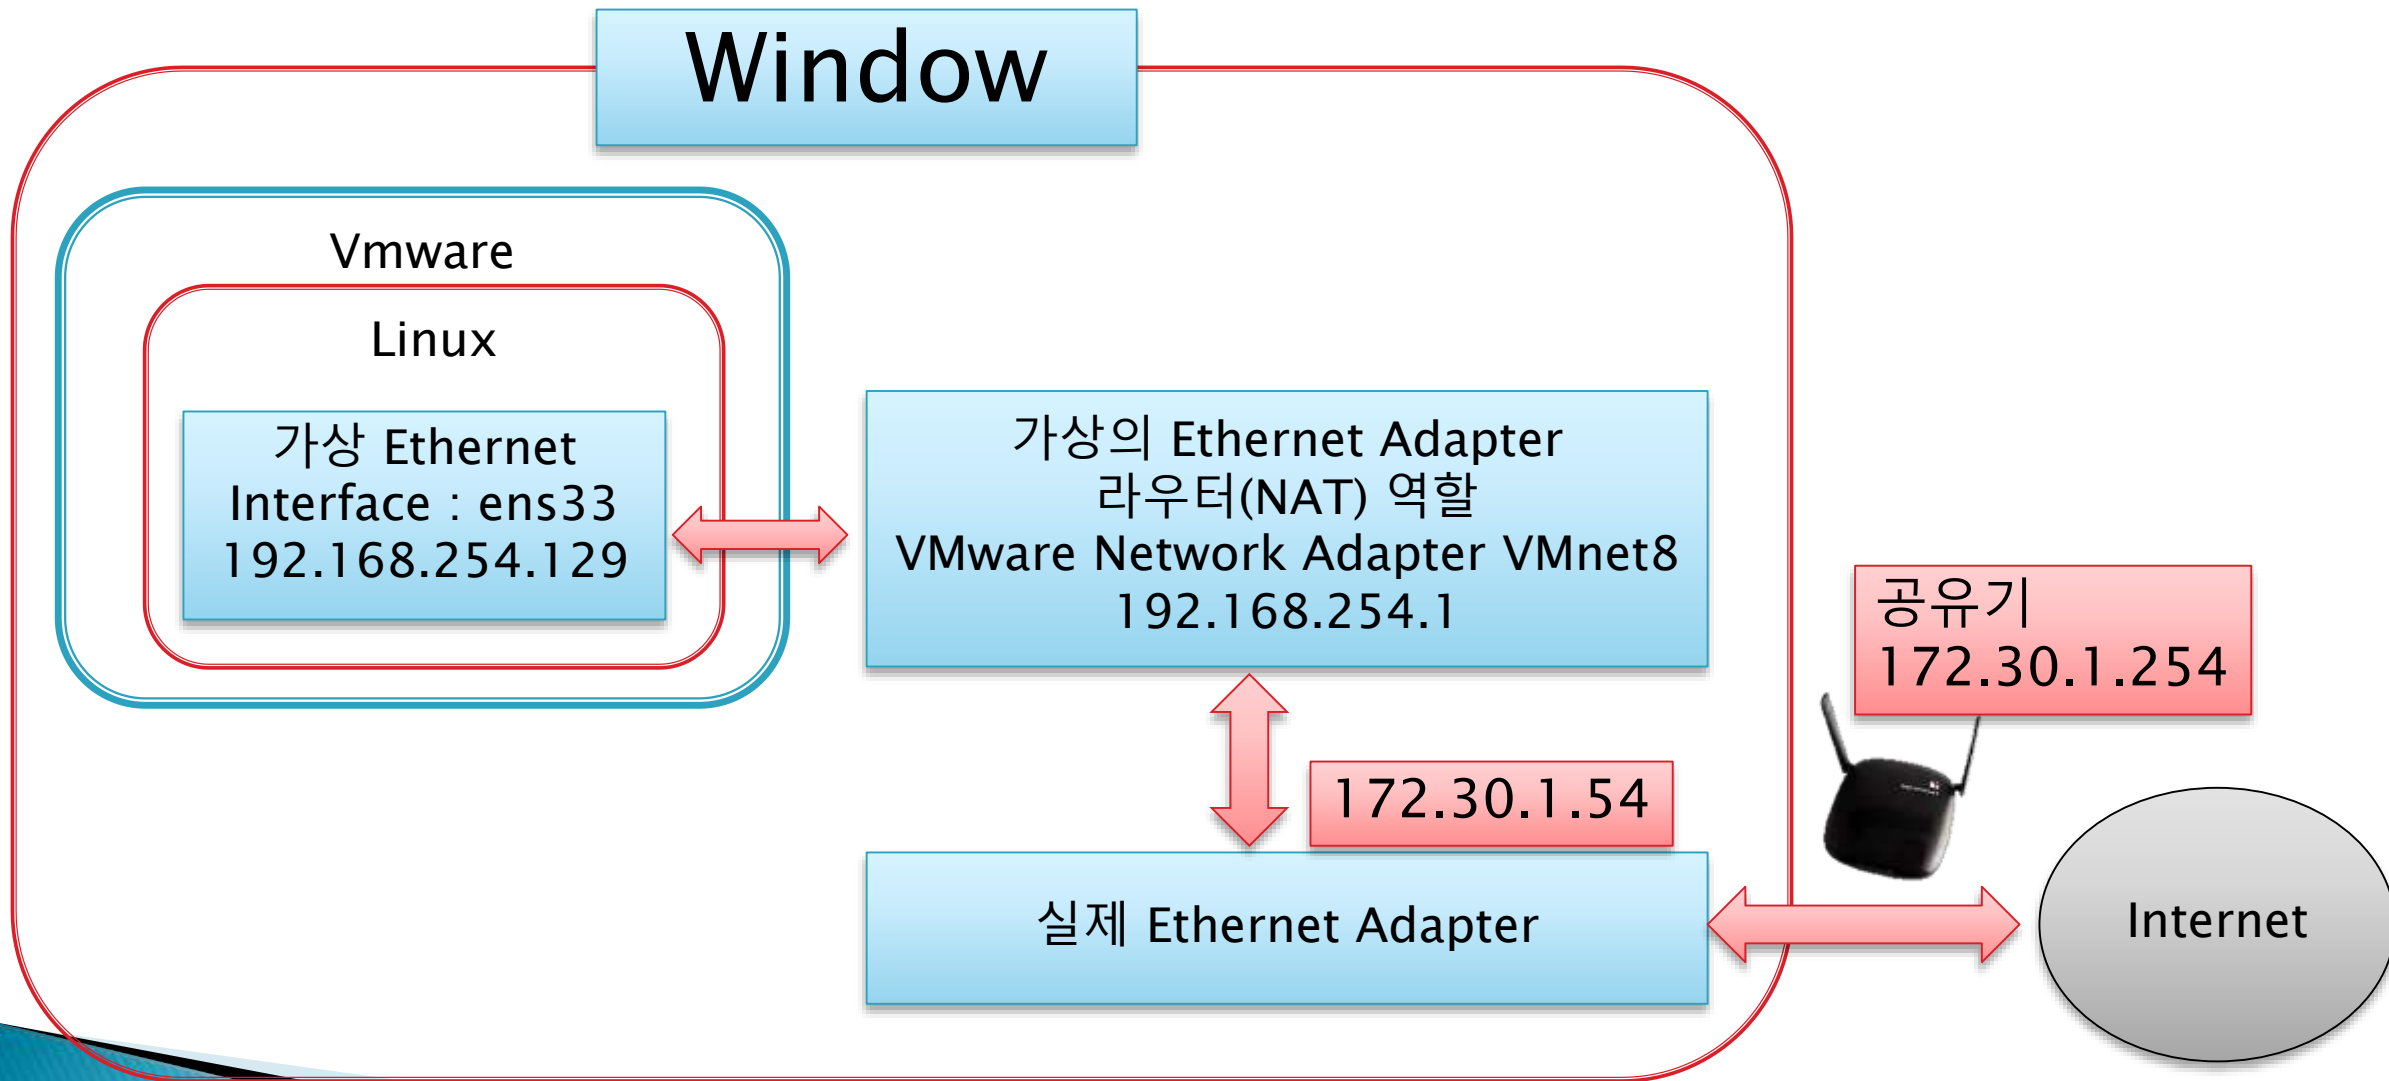 Window
Vmware
Linux
가상 Ethernet
Interface : ens33
192.168.254.129
가상의 Ethernet Adapter
라우터(NAT) 역할
VMware Network Adapter VMnet8
192.168.254.1
공유기
172.30.1.254
172.30.1.54
실제 Ethernet Adapter
Internet